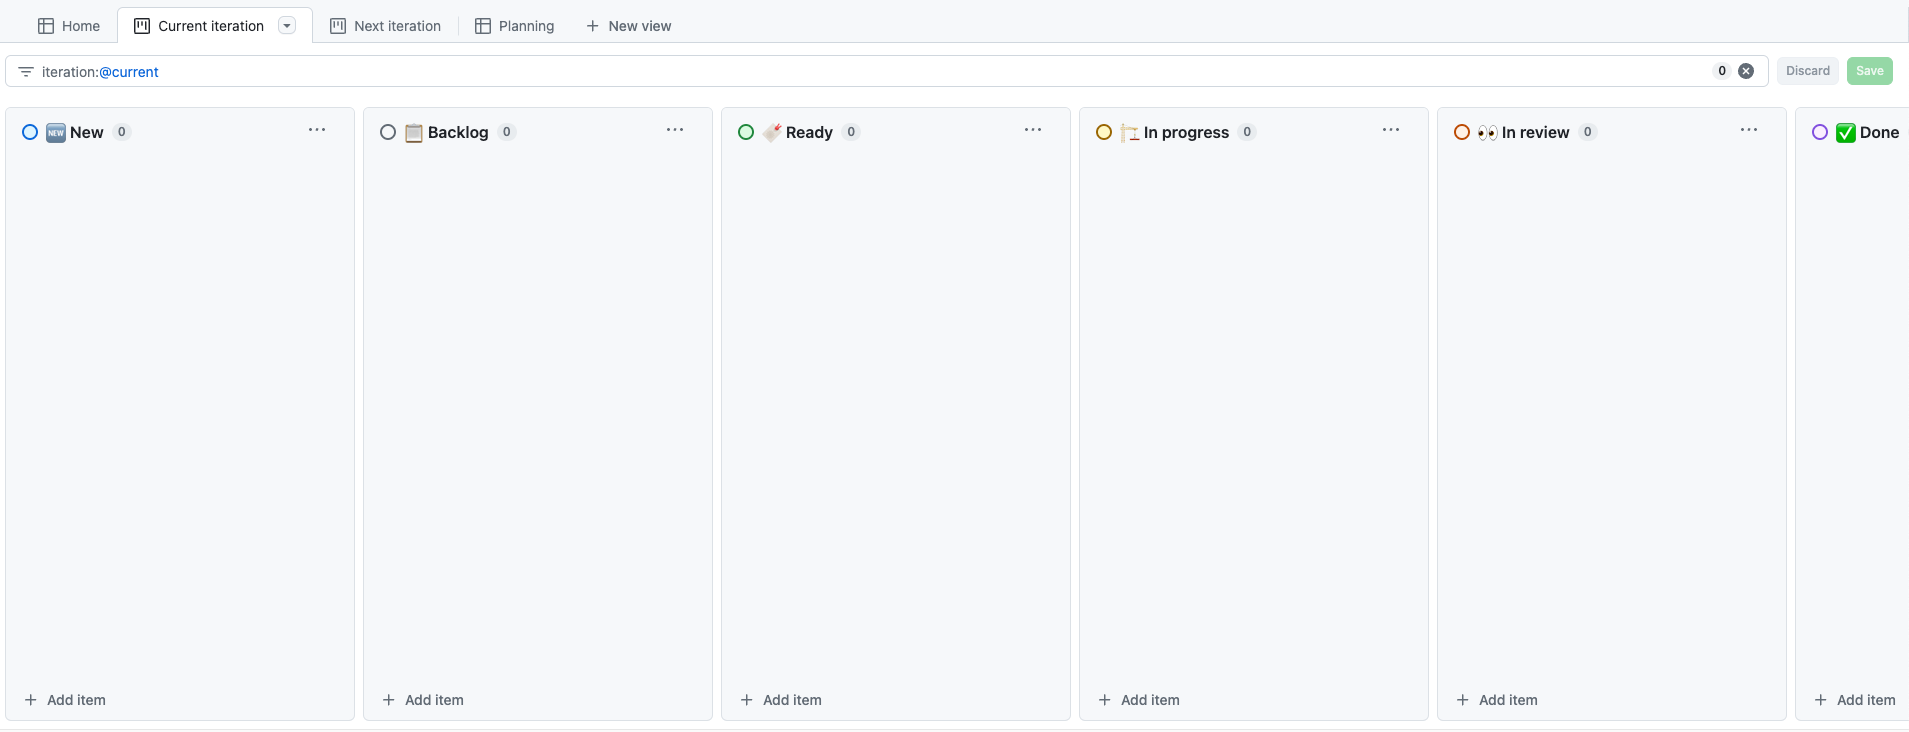 Home Current iteration Next iteration Planning New view
iteration:@current 0 Discard Save
NEW New 0 Backlog 0 Ready 0 In progress 0 In review 0 Done
Add item Add item Add item Add item Add item Add item